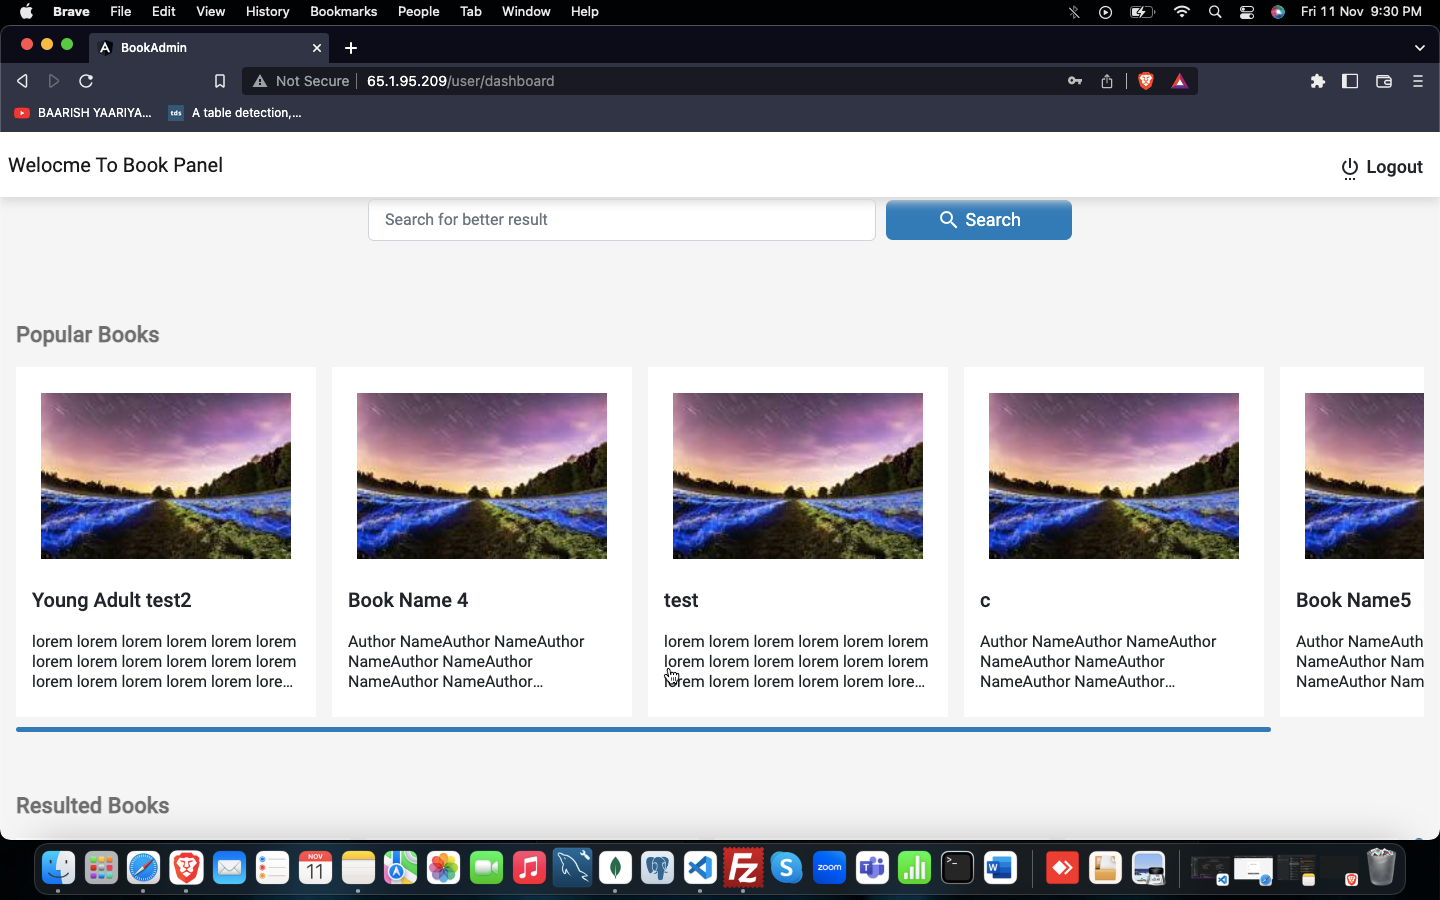 Brave File Edit View History Bookmarks People Tab Window Help Fri 11 Nov 9:30 PM
BookAdmin
Not Secure 65.1.95.209/user/dashboard
BAARISH YAARIYA... tds A table detection,...
Welocme To Book Panel
Logout
Search for better result
Search
Popular Books
Young Adult test2
lorem lorem lorem lorem lorem lorem
lorem lorem lorem lorem lorem lorem
lorem lorem lorem lorem lorem lore...
Book Name 4
Author NameAuthor NameAuthor
NameAuthor NameAuthor
NameAuthor NameAuthor...
test
lorem lorem lorem lorem lorem lorem
lorem lorem lorem lorem lorem lorem
lorem lorem lorem lorem lorem lore...
c
Author NameAuthor NameAuthor
NameAuthor NameAuthor
NameAuthor NameAuthor...
Book Name5
Author NameAuth
NameAuthor Nam
NameAuthor Nam
Resulted Books
NOV
11
zoom